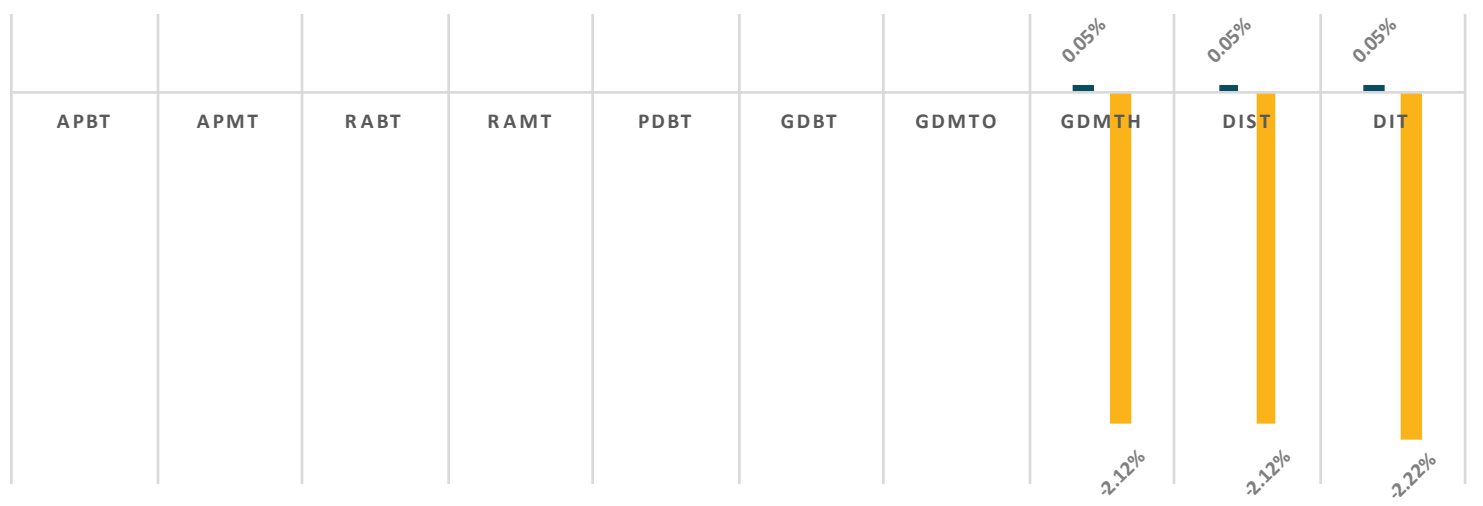 0.05% 0.05% 0.05%
APBT APMT RABT RAMT PDBT GDBT GDMTO GDMTH DIST DIT
-2.12% -2.12% -2.22%